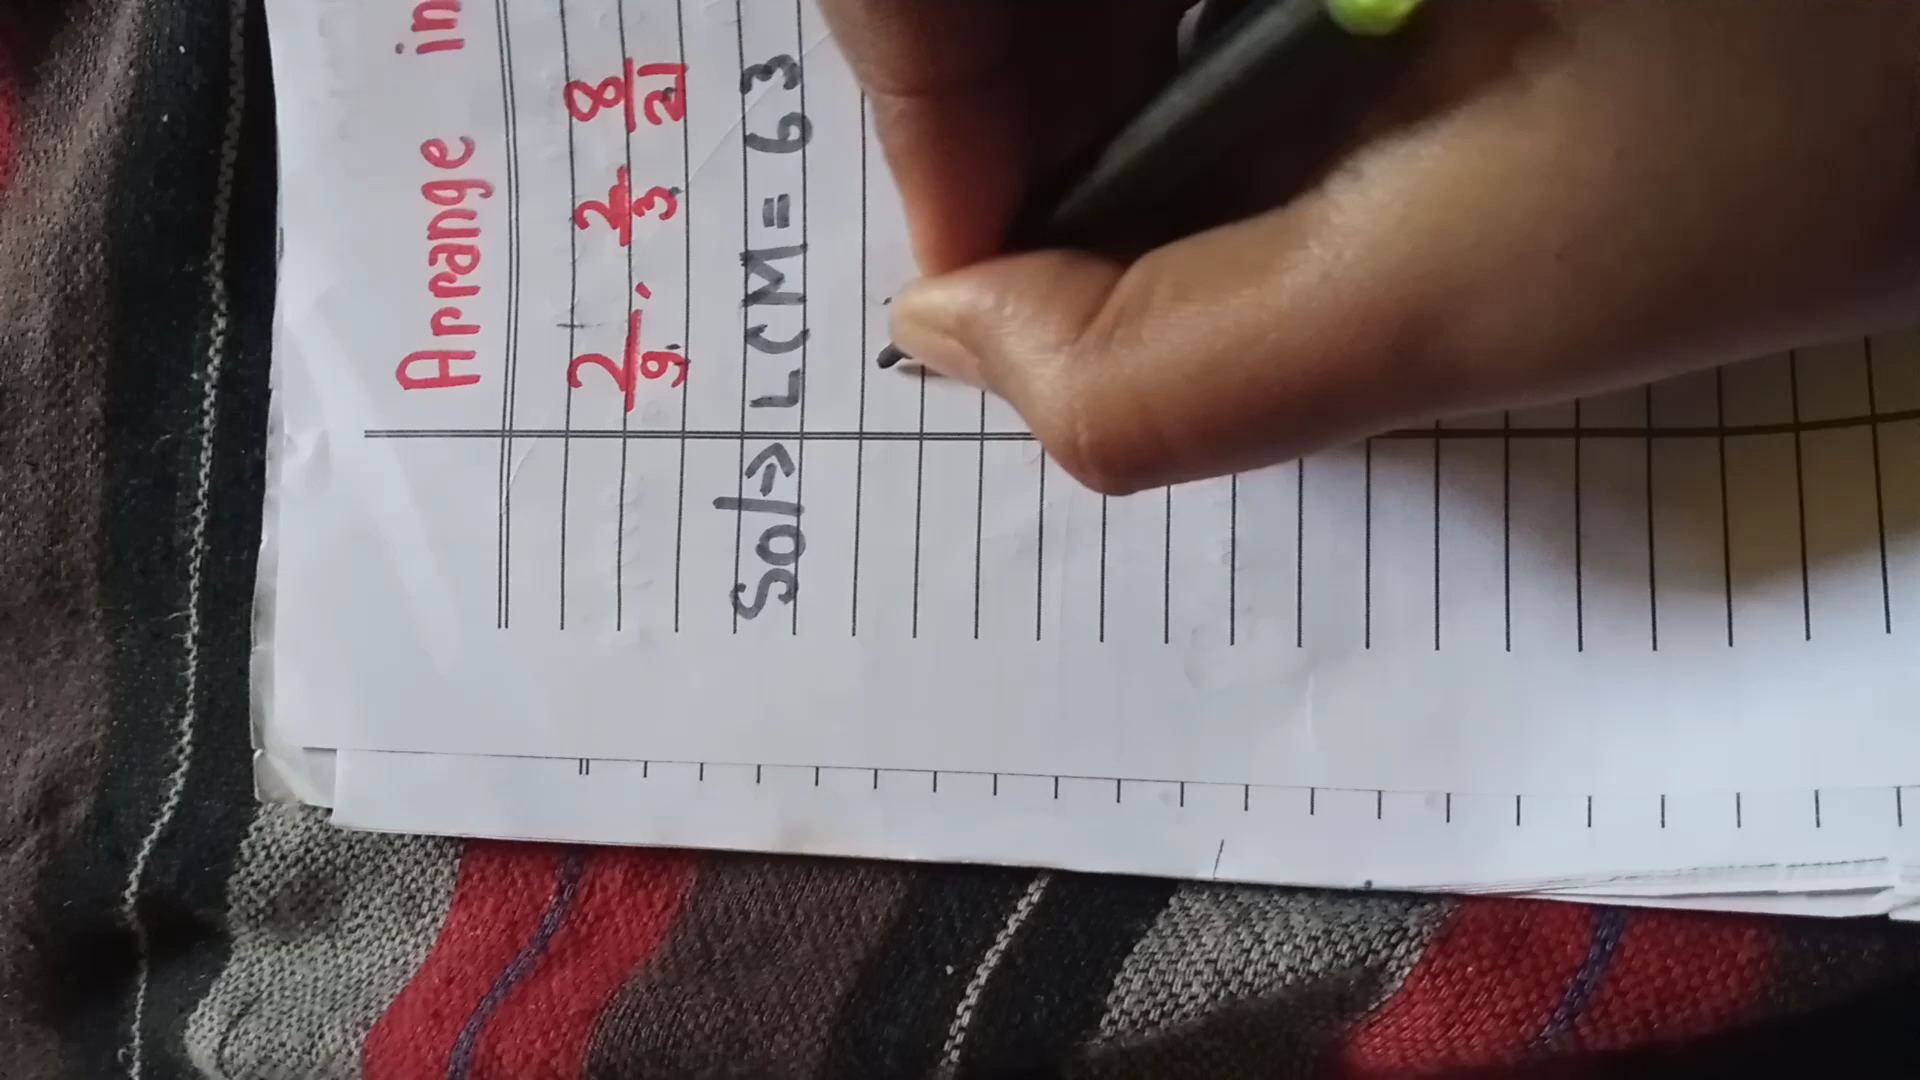 Arrange in
2/9, 2/3, 8/21
Sol→ LCM = 63